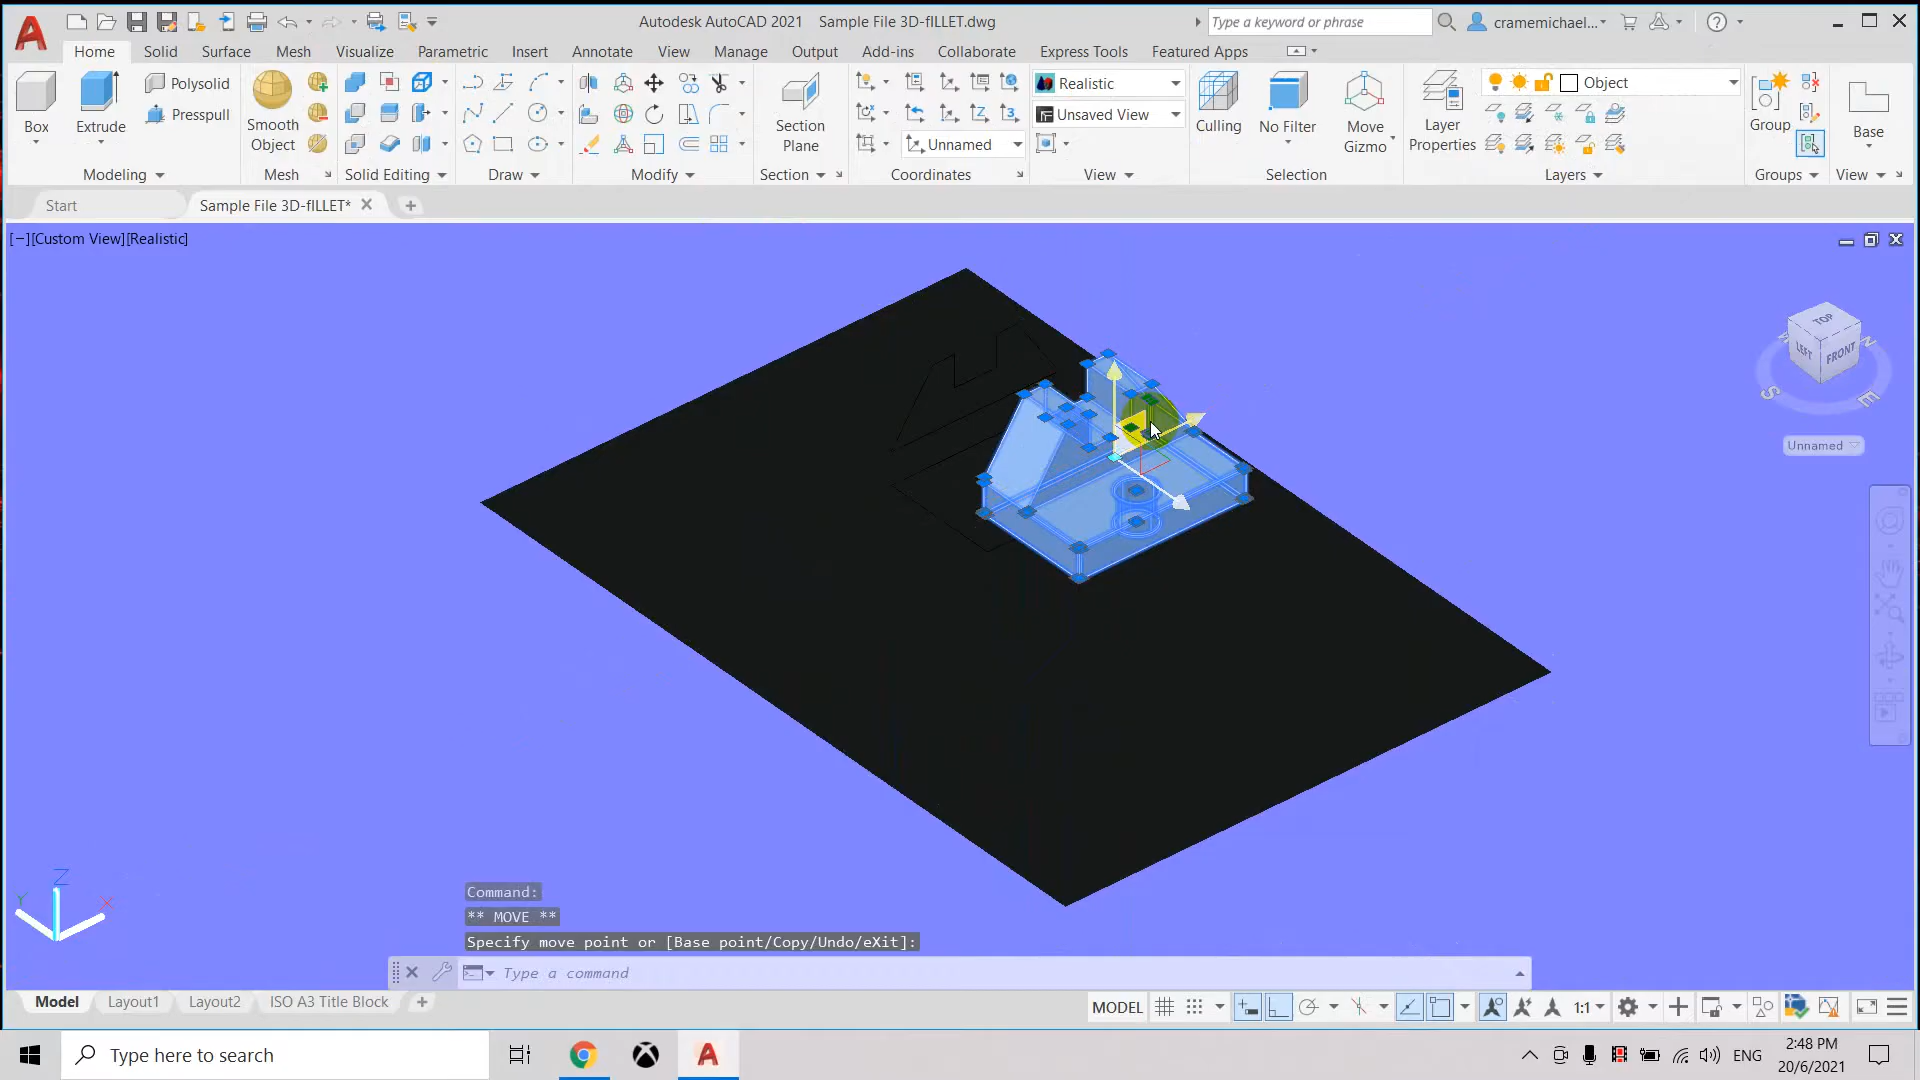 Autodesk AutoCAD 2021 Sample File 3D-fILLET.dwg
Type a keyword or phrase
cramemichael...
Home Solid Surface Mesh Visualize Parametric Insert Annotate View Manage Output Add-ins Collaborate Express Tools Featured Apps
Box
Extrude
Polysolid
Presspull
Smooth
Object
Section
Plane
Unnamed
Realistic
Unsaved View
Culling
No Filter
Move
Gizmo
Layer
Properties
Object
Group
Base
Modeling Mesh Solid Editing Draw Modify Section Coordinates View Selection Layers Groups View
Start Sample File 3D-fILLET*
[−][Custom View][Realistic]
TOP
LEFT FRONT
N
S E
Unnamed
Z
Y X
Command:
** MOVE **
Specify move point or [Base point/Copy/Undo/eXit]:
Type a command
Model Layout1 Layout2 ISO A3 Title Block
MODEL 1:1
Type here to search
ENG
2:48 PM
20/6/2021